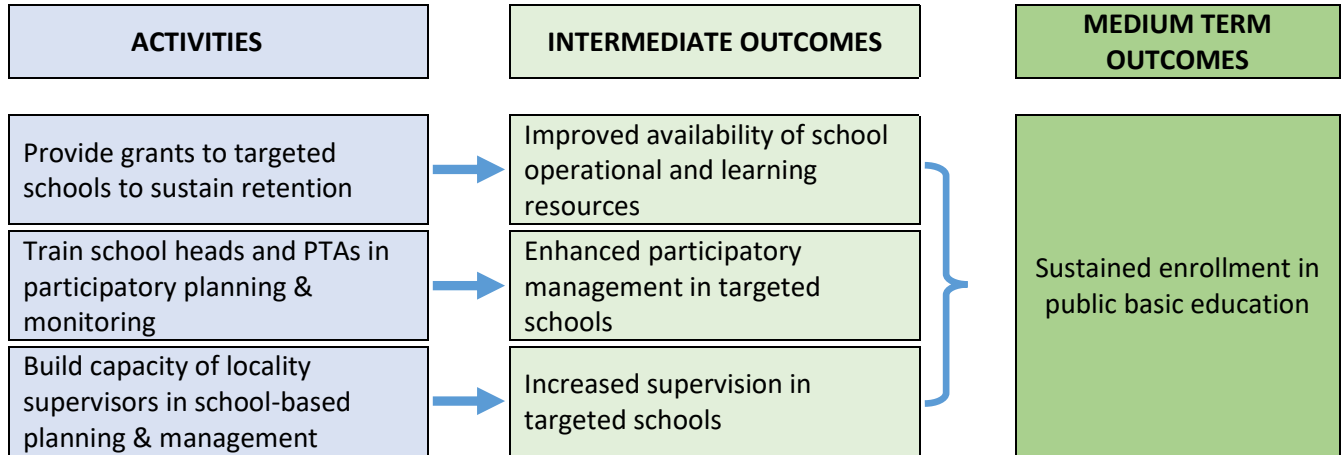 ACTIVITIES
INTERMEDIATE OUTCOMES
MEDIUM TERM
OUTCOMES
Provide grants to targeted
schools to sustain retention
Improved availability of school
operational and learning
resources
Train school heads and PTAs in
participatory planning &
monitoring
Enhanced participatory
management in targeted
schools
Build capacity of locality
supervisors in school-based
planning & management
Increased supervision in
targeted schools
Sustained enrollment in
public basic education